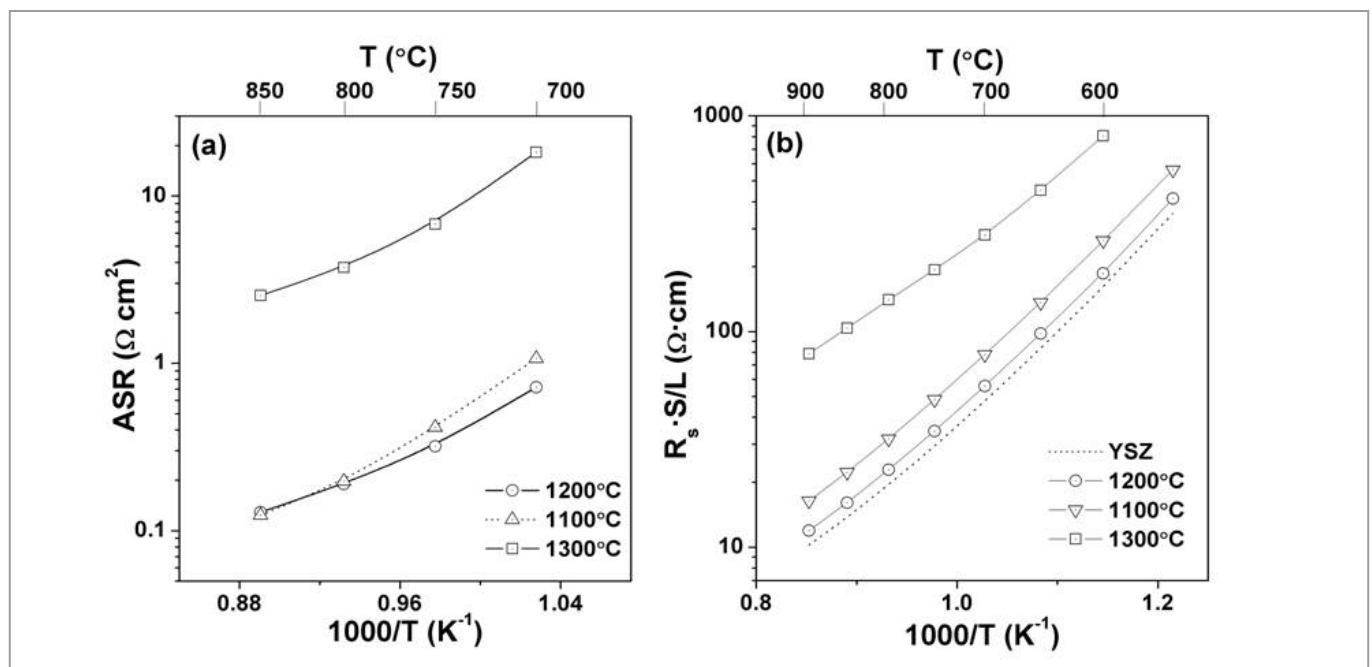 T (°C)
850 800 750 700
(a)
10
1
0.1
ASR (Ω cm²)
1200°C
1100°C
1300°C
0.88 0.96 1.04
1000/T (K⁻¹)
T (°C)
900 800 700 600
1000
(b)
100
10
Rₛ·S/L (Ω·cm)
YSZ
1200°C
1100°C
1300°C
0.8 1.0 1.2
1000/T (K⁻¹)